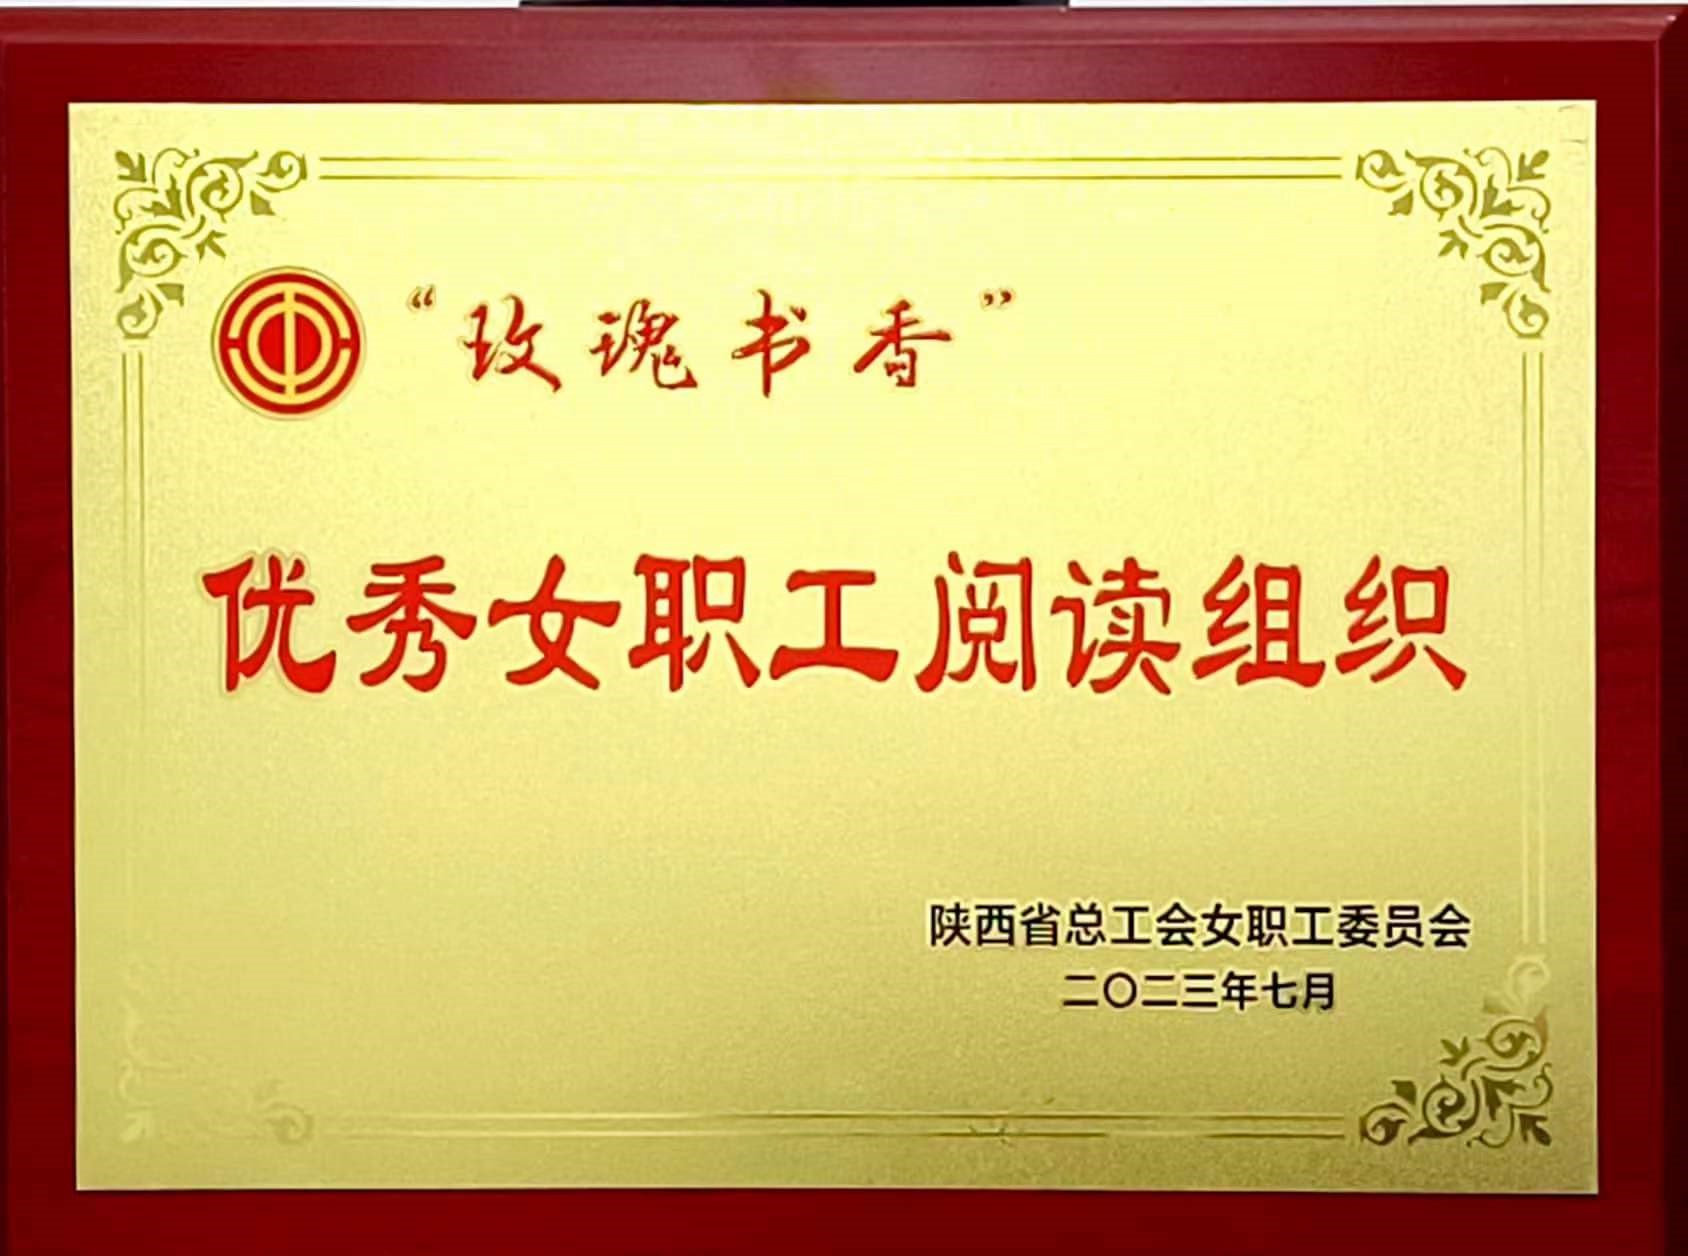 “玫瑰书香”
优秀女职工阅读组织
陕西省总工会女职工委员会
二〇二三年七月